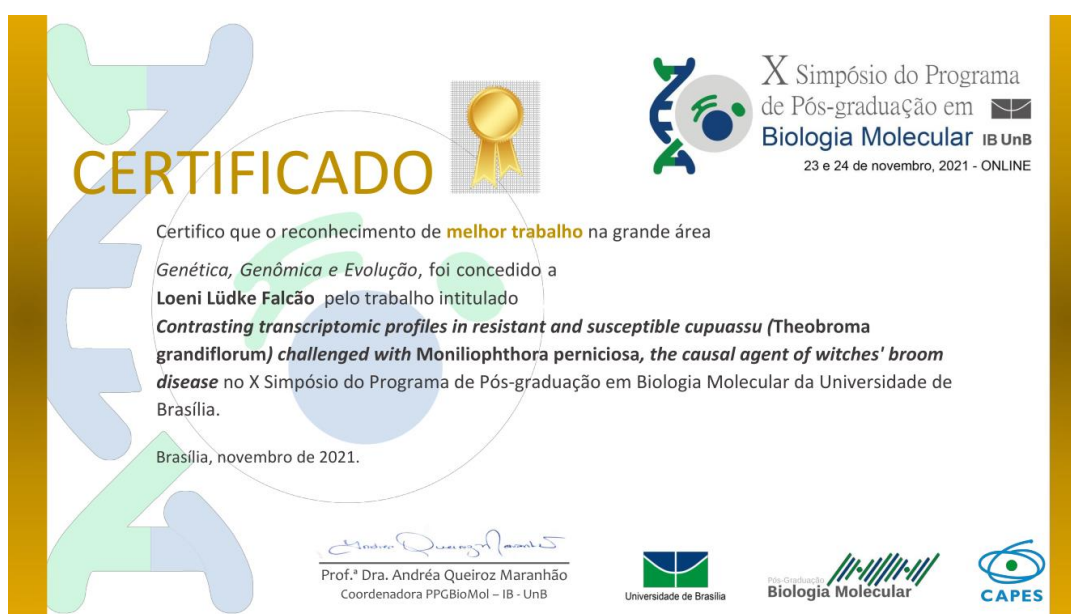 X Simpósio do Programa
de Pós-graduação em
Biologia Molecular IB UnB
23 e 24 de novembro, 2021 - ONLINE
CERTIFICADO
Certifico que o reconhecimento de melhor trabalho na grande área
Genética, Genômica e Evolução, foi concedido a
Loeni Lüdke Falcão pelo trabalho intitulado
Contrasting transcriptomic profiles in resistant and susceptible cupuassu (Theobroma
grandiflorum) challenged with Moniliophthora perniciosa, the causal agent of witches' broom
disease no X Simpósio do Programa de Pós-graduação em Biologia Molecular da Universidade de
Brasília.
Brasília, novembro de 2021.
Andréa Queiroz Maranhão
Prof.ª Dra. Andréa Queiroz Maranhão
Coordenadora PPGBioMol – IB - UnB
Universidade de Brasília
Pós-Graduação
Biologia Molecular
CAPES